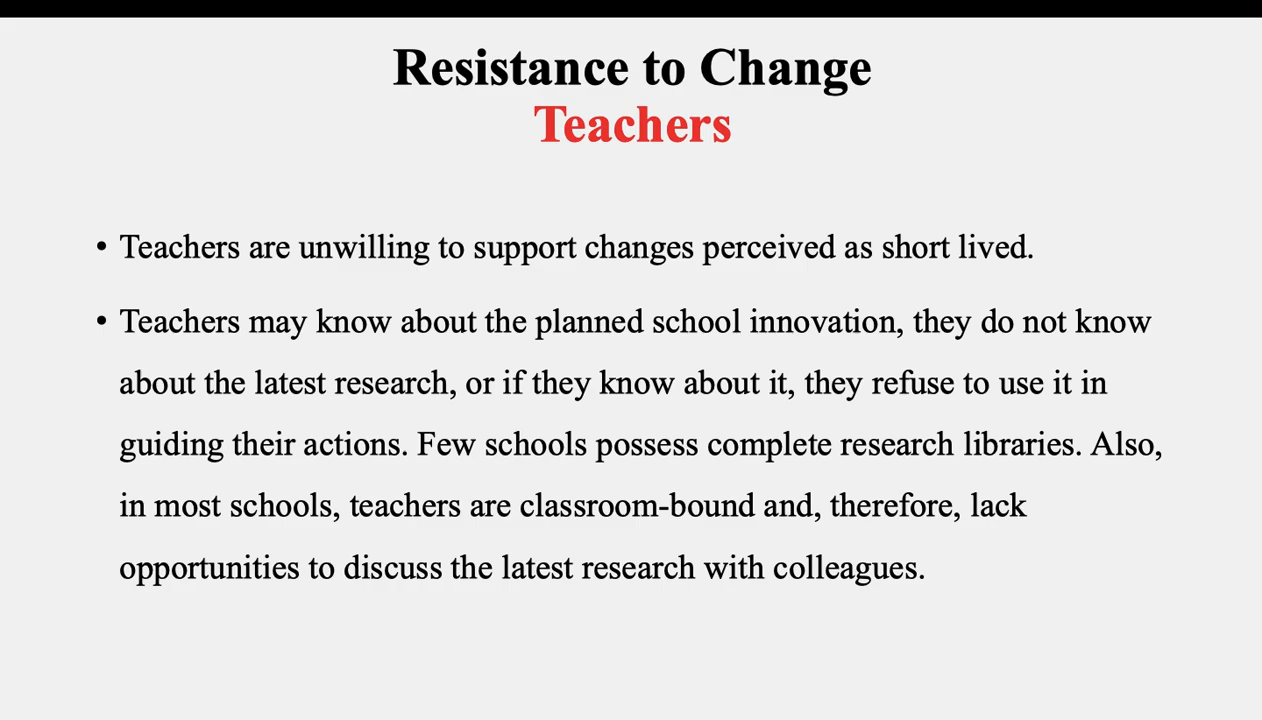 Resistance to Change
Teachers
• Teachers are unwilling to support changes perceived as short lived.
• Teachers may know about the planned school innovation, they do not know
about the latest research, or if they know about it, they refuse to use it in
guiding their actions. Few schools possess complete research libraries. Also,
in most schools, teachers are classroom-bound and, therefore, lack
opportunities to discuss the latest research with colleagues.